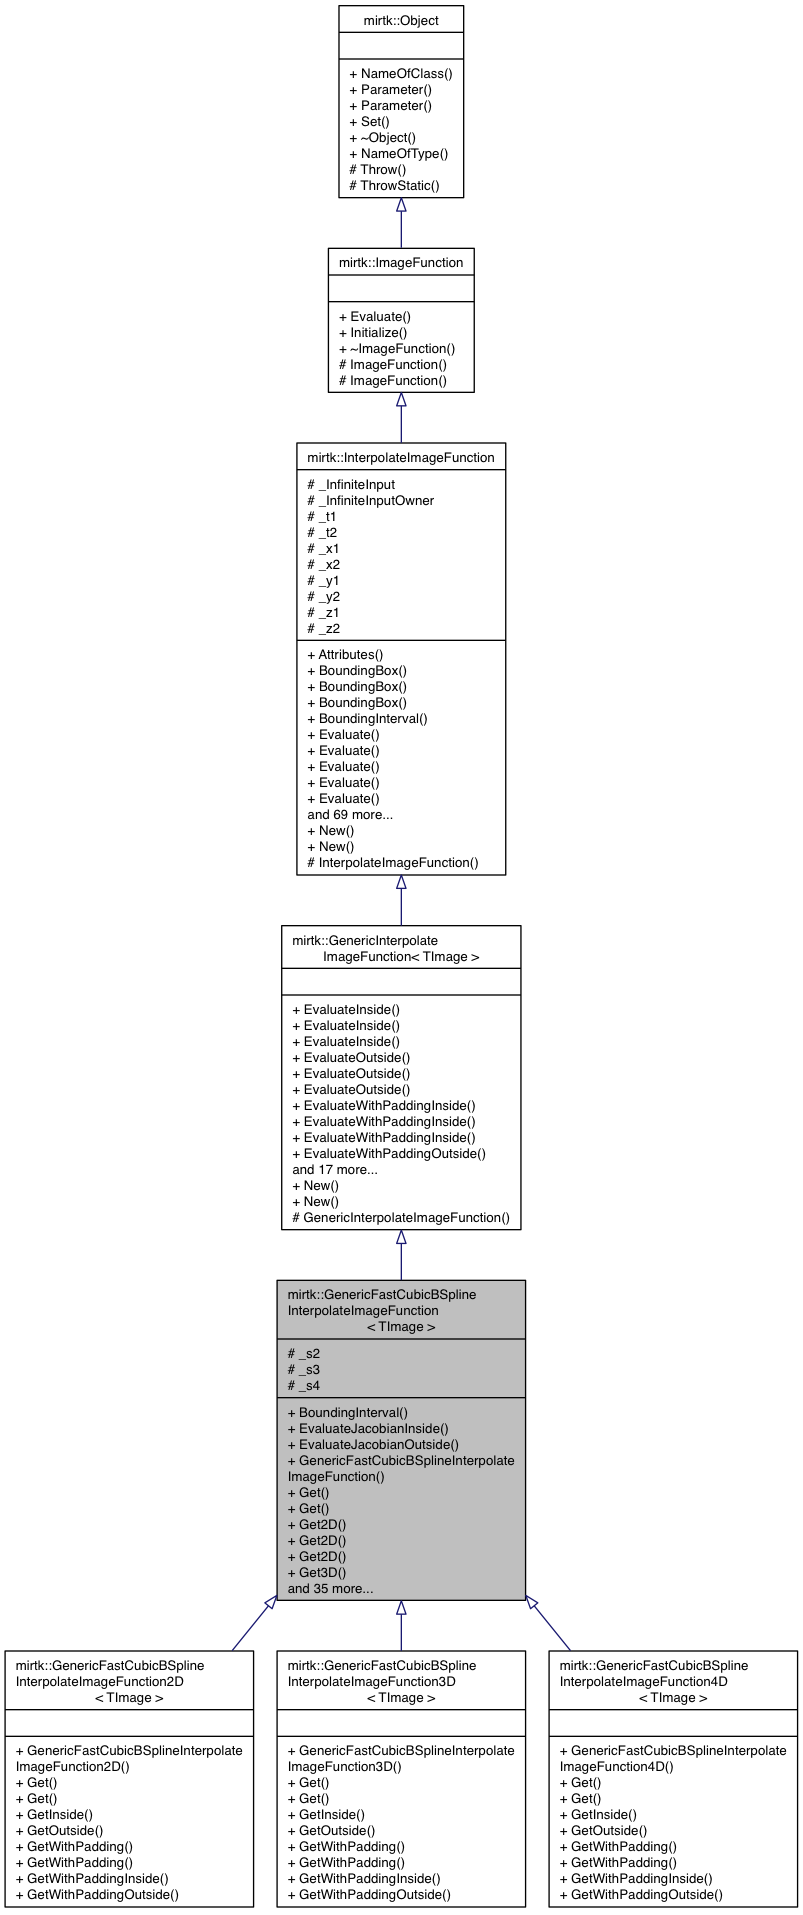 mirtk::Object
+ NameOfClass()
+ Parameter()
+ Parameter()
+ Set()
+ ~Object()
+ NameOfType()
# Throw()
# ThrowStatic()
mirtk::ImageFunction
+ Evaluate()
+ Initialize()
+ ~ImageFunction()
# ImageFunction()
# ImageFunction()
mirtk::InterpolateImageFunction
# _InfiniteInput
# _InfiniteInputOwner
# _t1
# _t2
# _x1
# _x2
# _y1
# _y2
# _z1
# _z2
+ Attributes()
+ BoundingBox()
+ BoundingBox()
+ BoundingBox()
+ BoundingInterval()
+ Evaluate()
+ Evaluate()
+ Evaluate()
+ Evaluate()
+ Evaluate()
and 69 more...
+ New()
+ New()
# InterpolateImageFunction()
mirtk::GenericInterpolate
ImageFunction< TImage >
+ EvaluateInside()
+ EvaluateInside()
+ EvaluateInside()
+ EvaluateOutside()
+ EvaluateOutside()
+ EvaluateOutside()
+ EvaluateWithPaddingInside()
+ EvaluateWithPaddingInside()
+ EvaluateWithPaddingInside()
+ EvaluateWithPaddingOutside()
and 17 more...
+ New()
+ New()
# GenericInterpolateImageFunction()
mirtk::GenericFastCubicBSpline
InterpolateImageFunction
< TImage >
# _s2
# _s3
# _s4
+ BoundingInterval()
+ EvaluateJacobianInside()
+ EvaluateJacobianOutside()
+ GenericFastCubicBSplineInterpolate
ImageFunction()
+ Get()
+ Get()
+ Get2D()
+ Get2D()
+ Get2D()
+ Get3D()
and 35 more...
mirtk::GenericFastCubicBSpline
InterpolateImageFunction2D
< TImage >
+ GenericFastCubicBSplineInterpolate
ImageFunction2D()
+ Get()
+ Get()
+ GetInside()
+ GetOutside()
+ GetWithPadding()
+ GetWithPadding()
+ GetWithPaddingInside()
+ GetWithPaddingOutside()
mirtk::GenericFastCubicBSpline
InterpolateImageFunction3D
< TImage >
+ GenericFastCubicBSplineInterpolate
ImageFunction3D()
+ Get()
+ Get()
+ GetInside()
+ GetOutside()
+ GetWithPadding()
+ GetWithPadding()
+ GetWithPaddingInside()
+ GetWithPaddingOutside()
mirtk::GenericFastCubicBSpline
InterpolateImageFunction4D
< TImage >
+ GenericFastCubicBSplineInterpolate
ImageFunction4D()
+ Get()
+ Get()
+ GetInside()
+ GetOutside()
+ GetWithPadding()
+ GetWithPadding()
+ GetWithPaddingInside()
+ GetWithPaddingOutside()